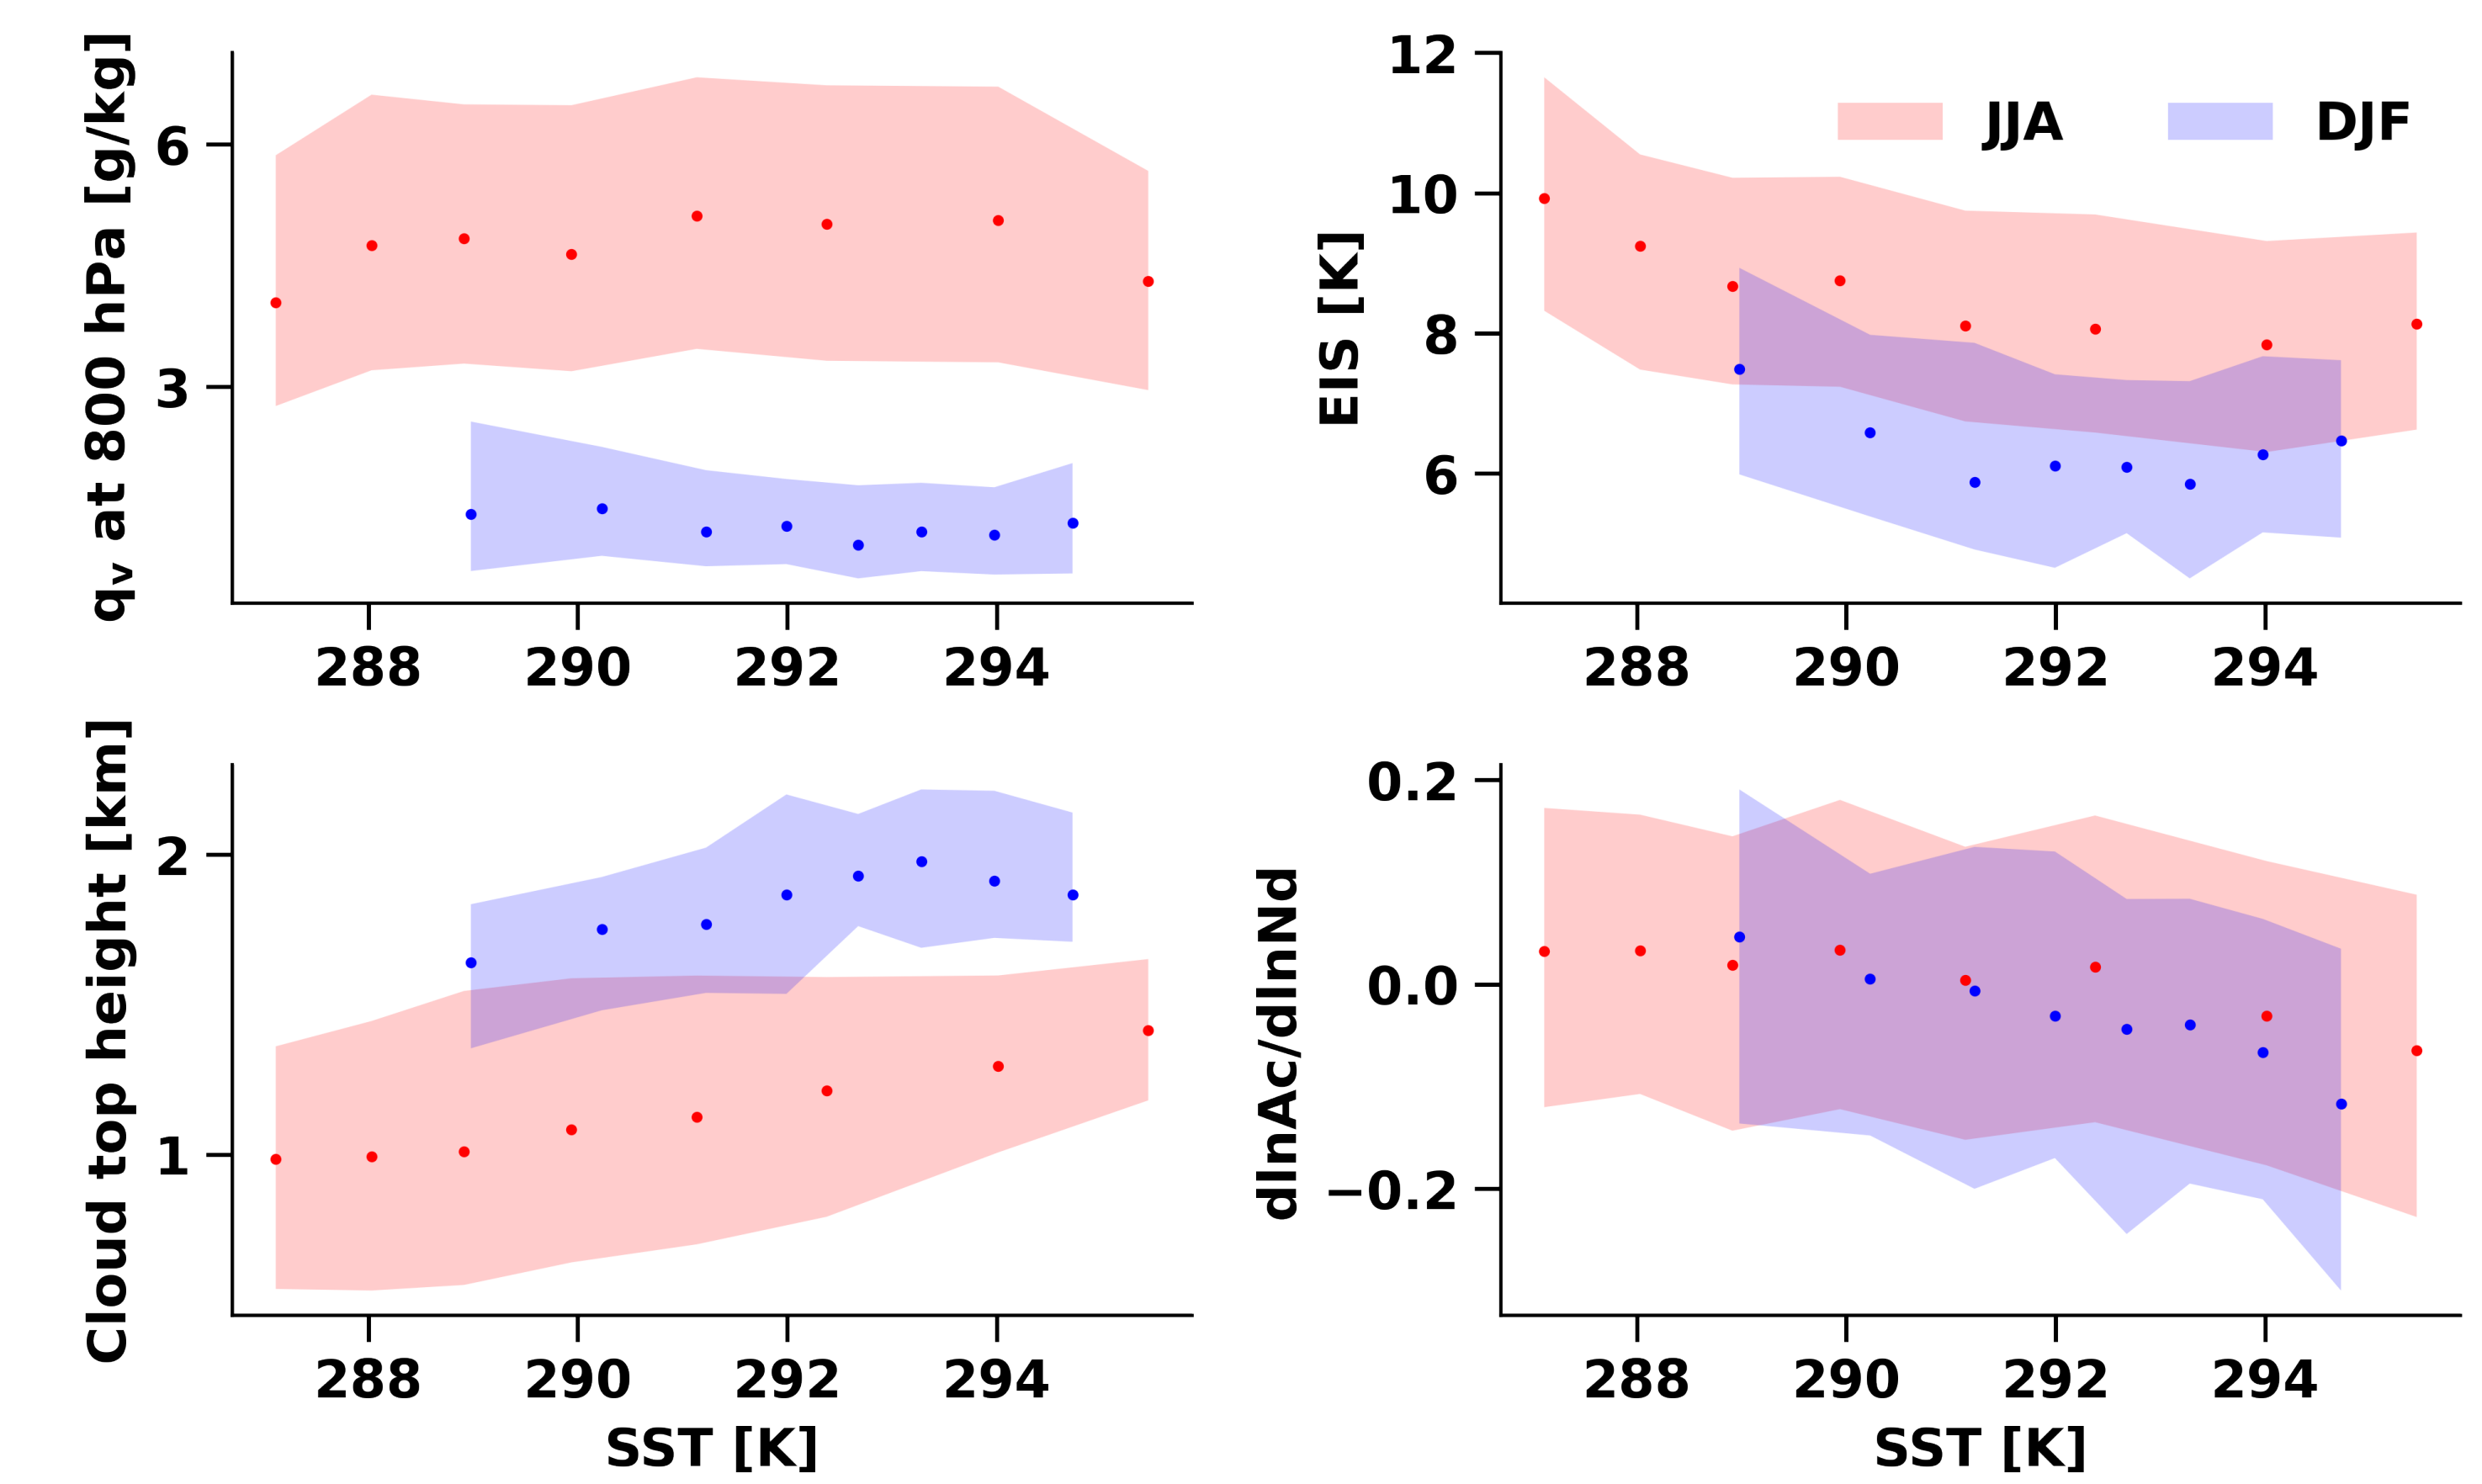 qv at 800 hPa [g/kg]
6
3
288 290 292 294
EIS [K]
12
10
8
6
JJA DJF
288 290 292 294
Cloud top height [km]
2
1
288 290 292 294
SST [K]
dlnAc/dlnNd
0.2
0.0
−0.2
288 290 292 294
SST [K]